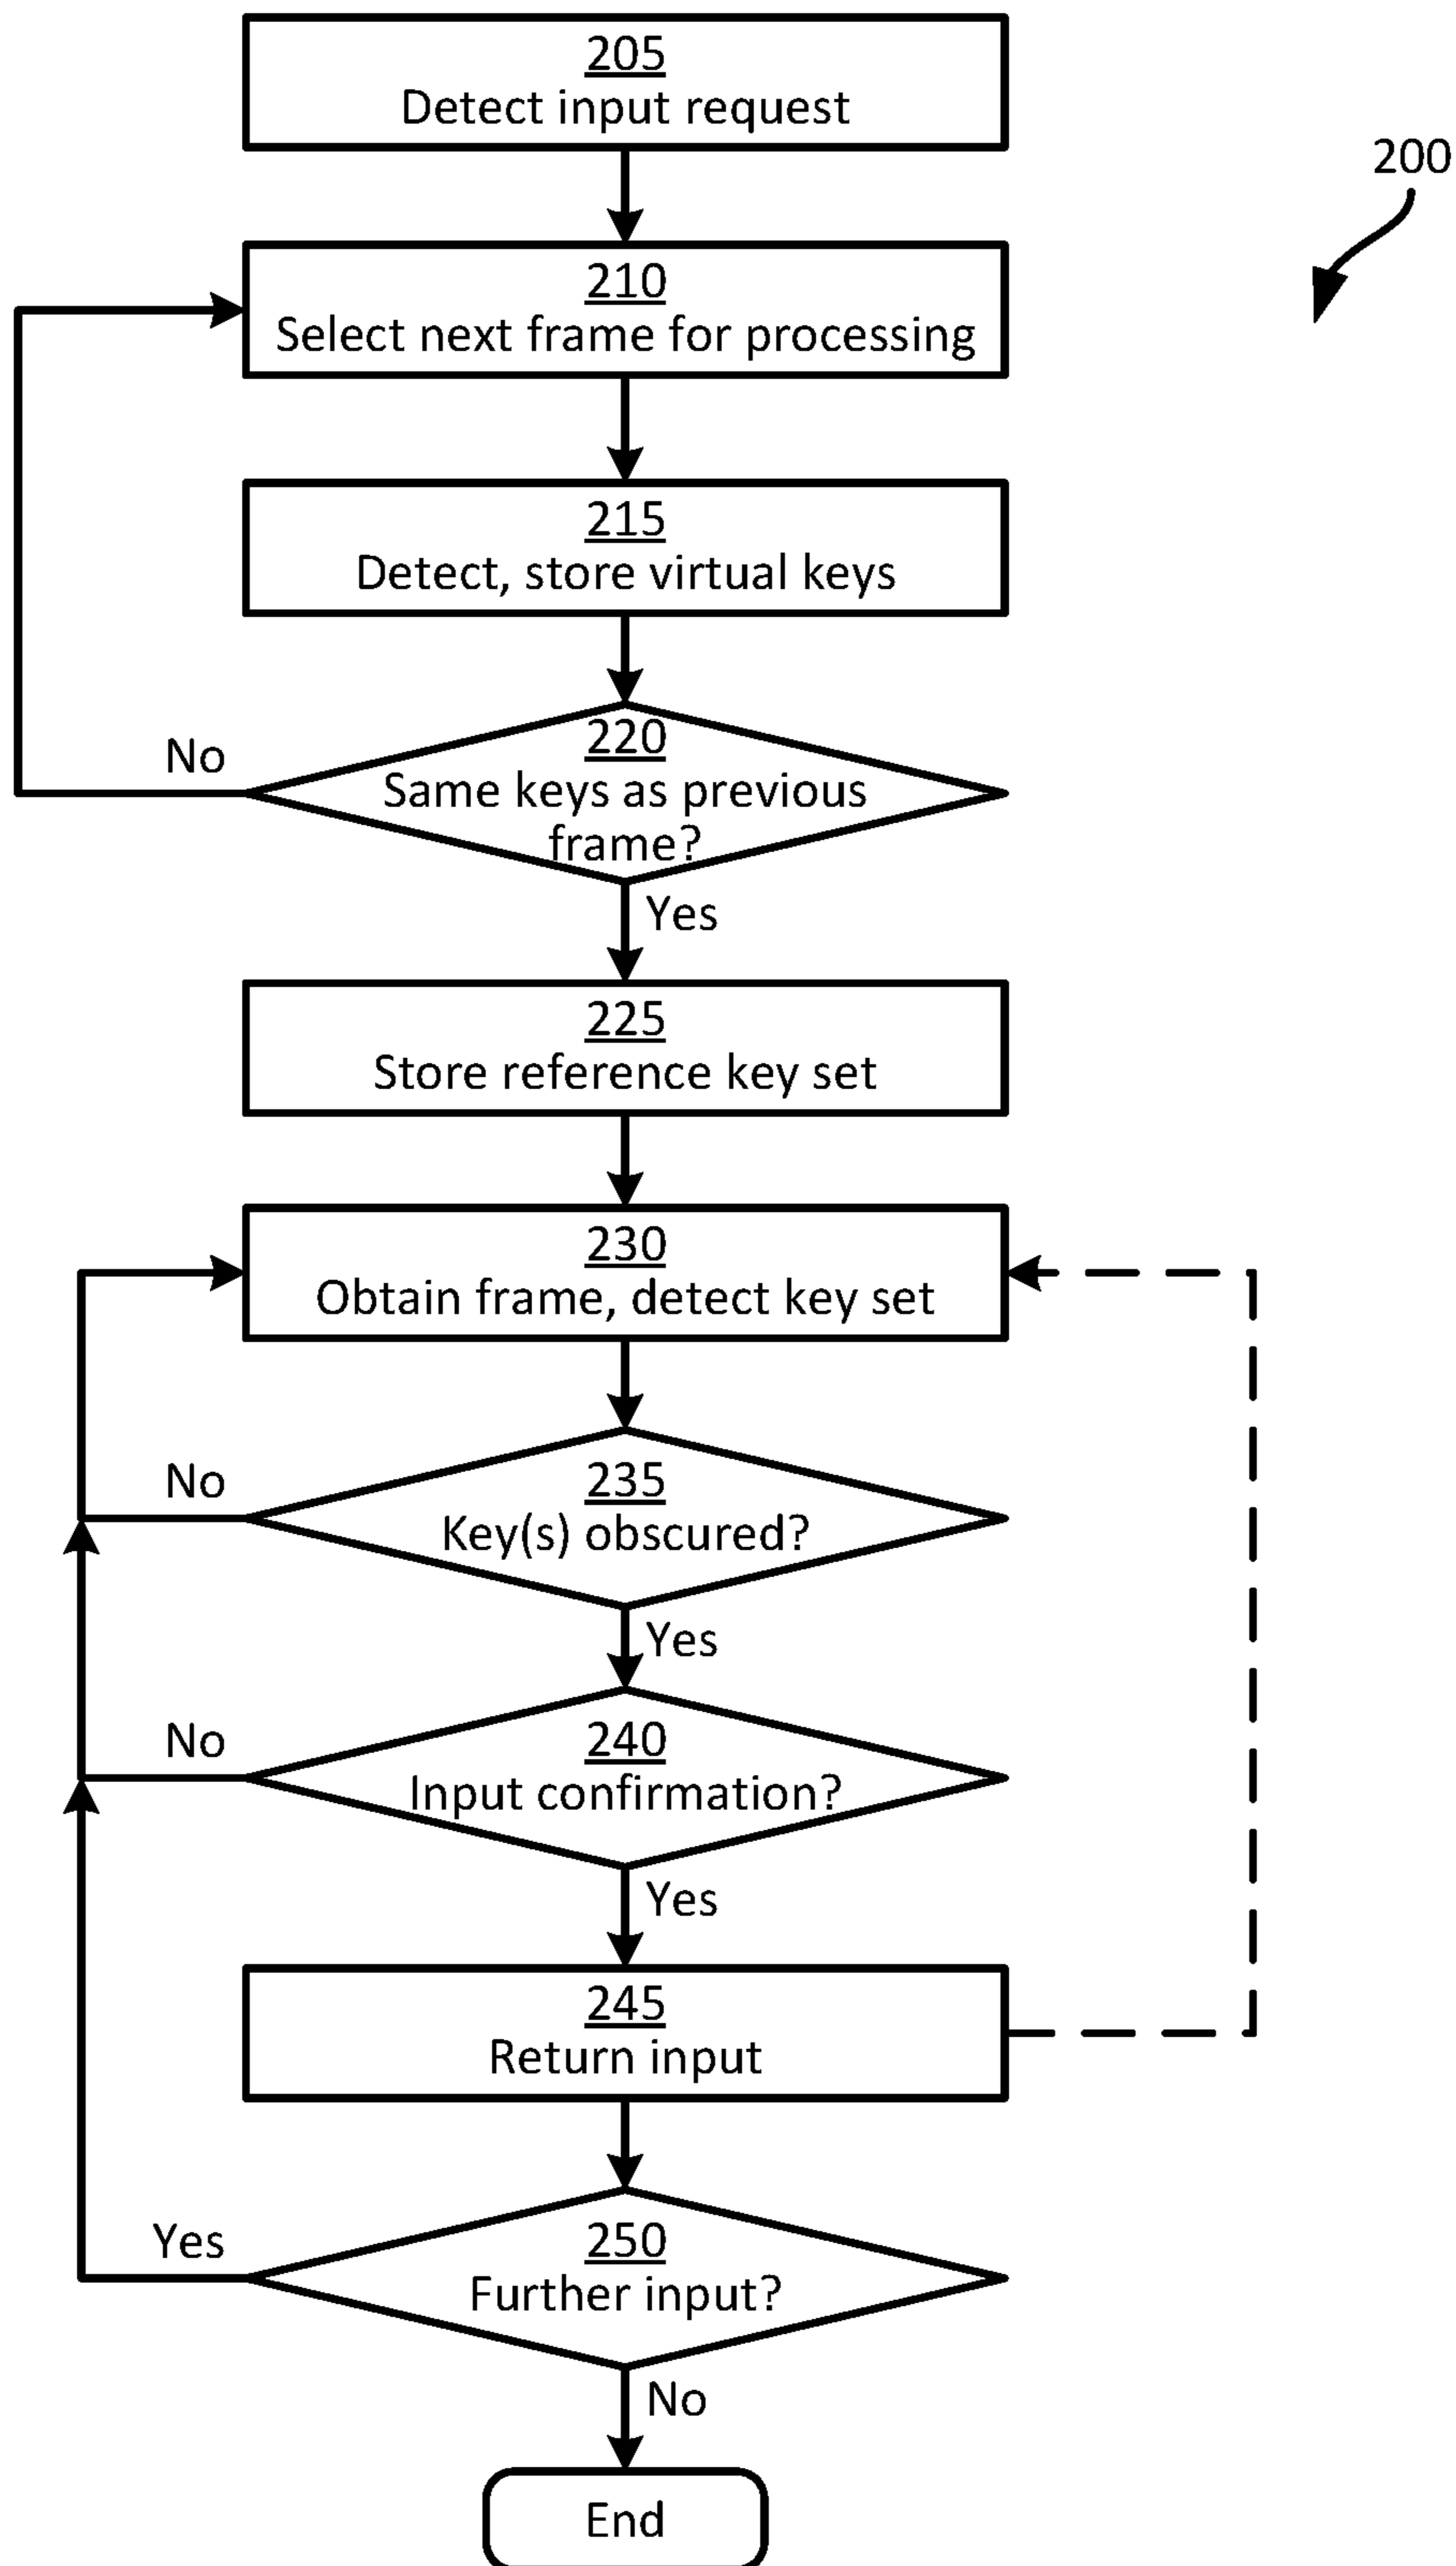 205
Detect input request
200
210
Select next frame for processing
215
Detect, store virtual keys
220
No
Same keys as previous
frame?
Yes
225
Store reference key set
230
Obtain frame, detect key set
235
No
Key(s) obscured?
Yes
240
No
Input confirmation?
Yes
245
Return input
250
Yes
Further input?
No
End